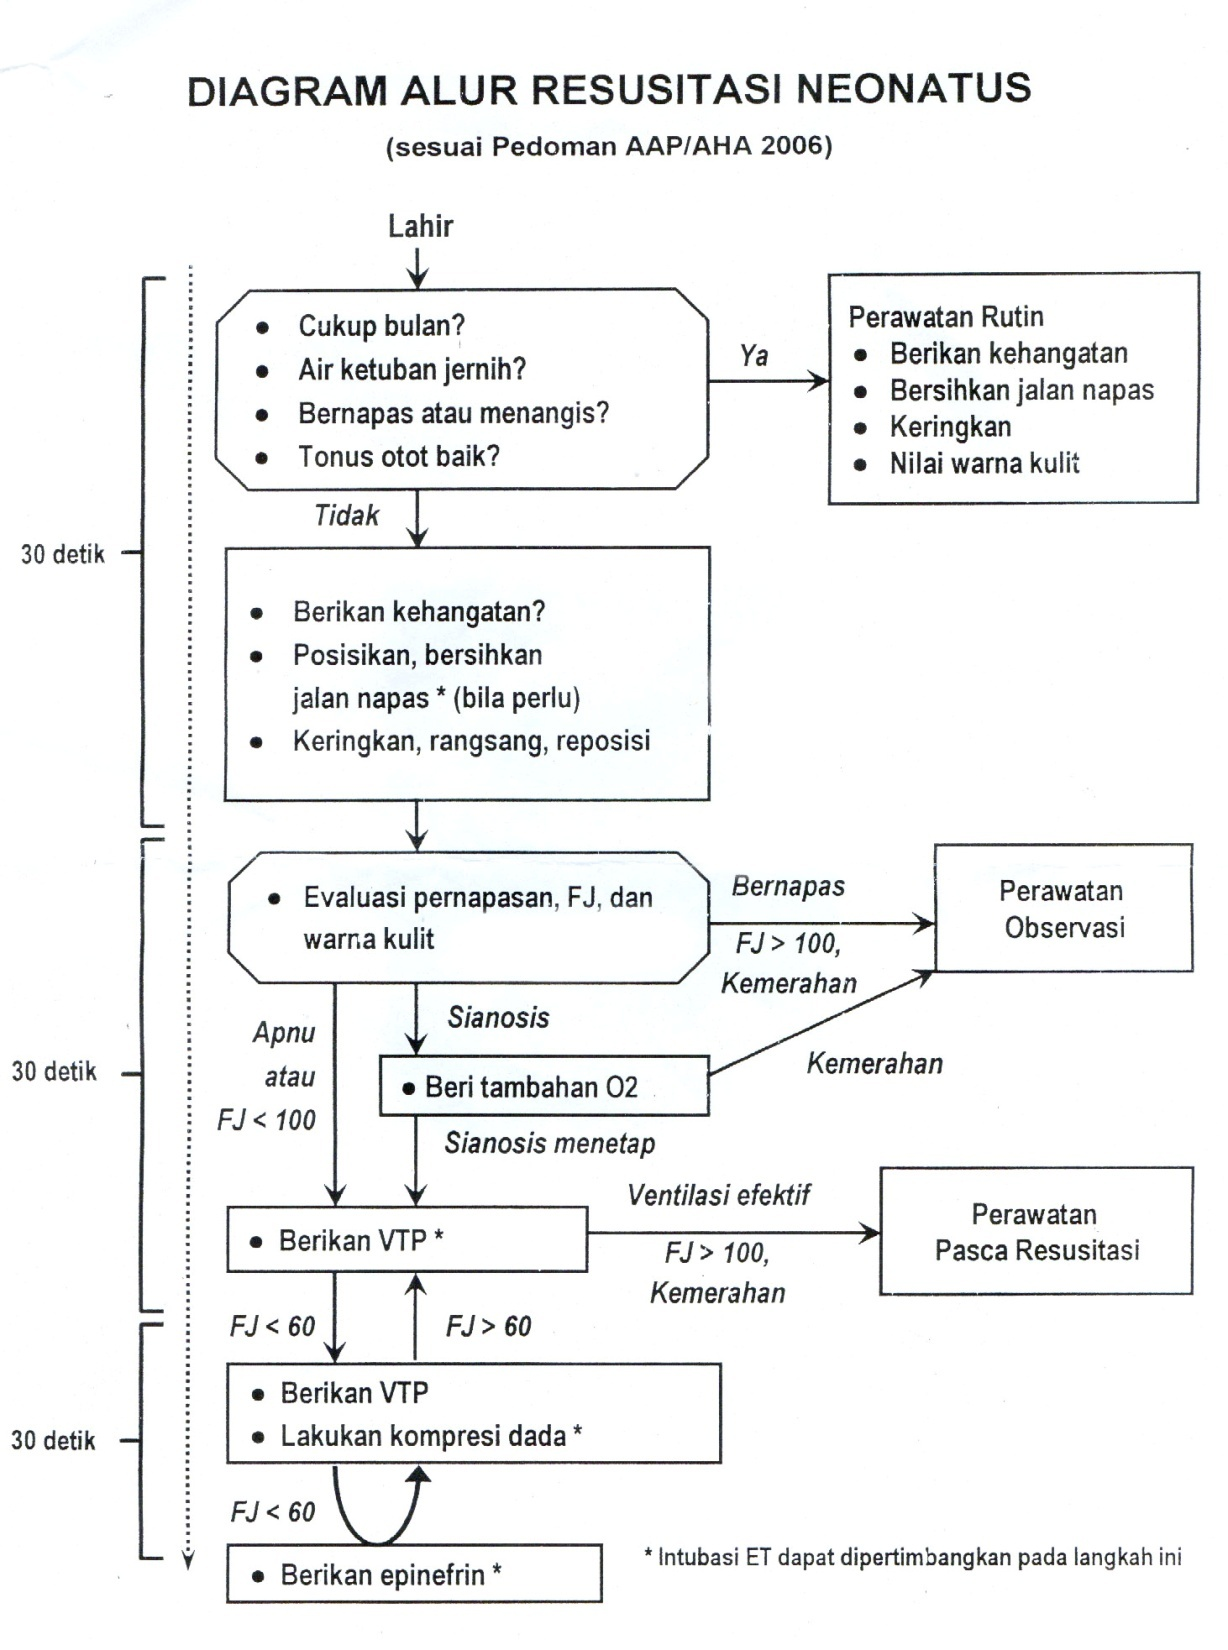 DIAGRAM ALUR RESUSITASI NEONATUS
(sesuai Pedoman AAP/AHA 2006)
Lahir
• Cukup bulan?
• Air ketuban jernih?
• Bernapas atau menangis?
• Tonus otot baik?
Ya
Perawatan Rutin
• Berikan kehangatan
• Bersihkan jalan napas
• Keringkan
• Nilai warna kulit
Tidak
30 detik
• Berikan kehangatan?
• Posisikan, bersihkan
jalan napas * (bila perlu)
• Keringkan, rangsang, reposisi
• Evaluasi pernapasan, FJ, dan
warna kulit
Bernapas
FJ > 100,
Kemerahan
Perawatan
Observasi
Apnu
atau
FJ < 100
Sianosis
30 detik
• Beri tambahan O2
Kemerahan
Sianosis menetap
• Berikan VTP *
Ventilasi efektif
FJ > 100,
Kemerahan
Perawatan
Pasca Resusitasi
FJ < 60
FJ > 60
30 detik
• Berikan VTP
• Lakukan kompresi dada *
FJ < 60
• Berikan epinefrin *
* Intubasi ET dapat dipertimbangkan pada langkah ini